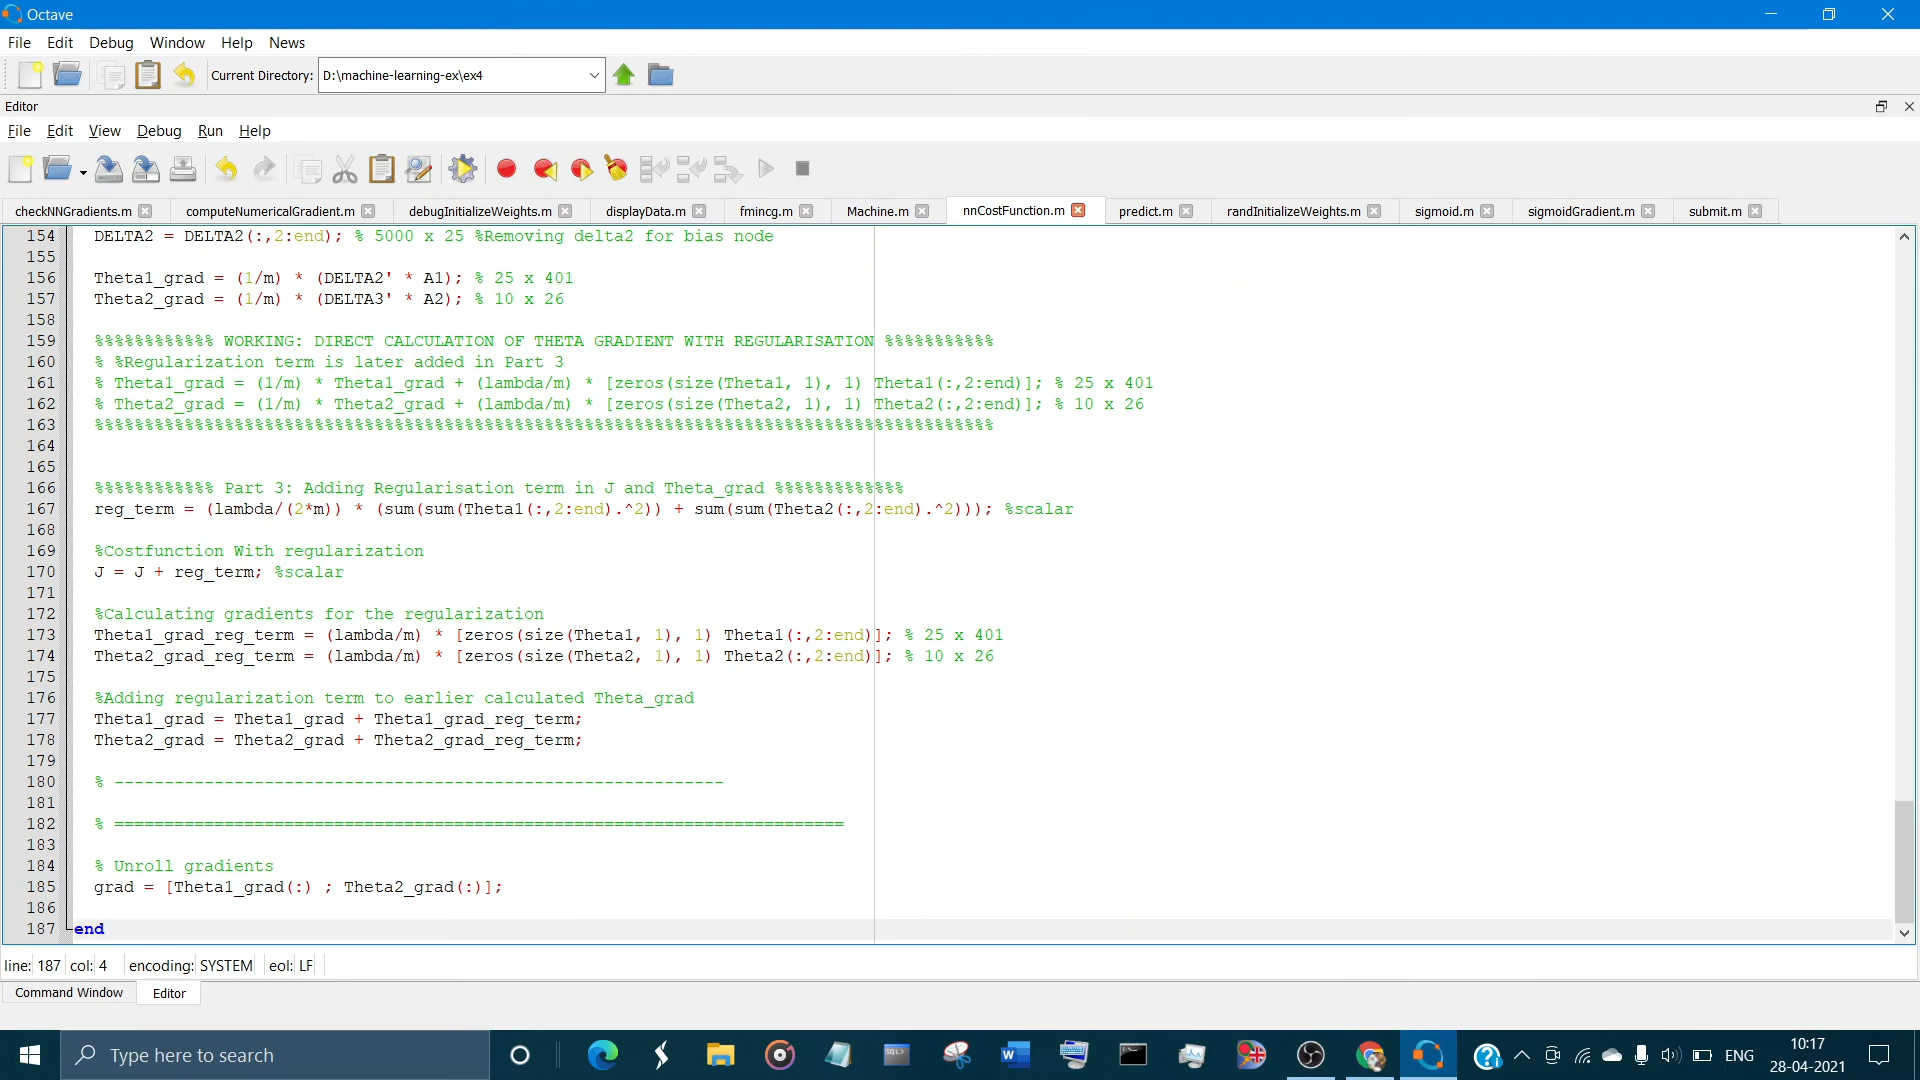 Octave
File Edit Debug Window Help News
Current Directory: D:\machine-learning-ex\ex4
Editor
File Edit View Debug Run Help
checkNNGradients.m computeNumericalGradient.m debugInitializeWeights.m displayData.m fmincg.m Machine.m nnCostFunction.m predict.m randInitializeWeights.m sigmoid.m sigmoidGradient.m submit.m
154 DELTA2 = DELTA2(:,2:end); % 5000 x 25 %Removing delta2 for bias node
155
156 Theta1_grad = (1/m) * (DELTA2' * A1); % 25 x 401
157 Theta2_grad = (1/m) * (DELTA3' * A2); % 10 x 26
158
159 %%%%%%%%%%%% WORKING: DIRECT CALCULATION OF THETA GRADIENT WITH REGULARISATION %%%%%%%%%%%
160 % %Regularization term is later added in Part 3
161 % Theta1_grad = (1/m) * Theta1_grad + (lambda/m) * [zeros(size(Theta1, 1), 1) Theta1(:,2:end)]; % 25 x 401
162 % Theta2_grad = (1/m) * Theta2_grad + (lambda/m) * [zeros(size(Theta2, 1), 1) Theta2(:,2:end)]; % 10 x 26
163 %%%%%%%%%%%%%%%%%%%%%%%%%%%%%%%%%%%%%%%%%%%%%%%%%%%%%%%%%%%%%%%%%%%%%%%%%%%%%%%%%%%%%%%%%%%%
164
165
166 %%%%%%%%%%%% Part 3: Adding Regularisation term in J and Theta_grad %%%%%%%%%%%%%
167 reg_term = (lambda/(2*m)) * (sum(sum(Theta1(:,2:end).^2)) + sum(sum(Theta2(:,2:end).^2))); %scalar
168
169 %Costfunction With regularization
170 J = J + reg_term; %scalar
171
172 %Calculating gradients for the regularization
173 Theta1_grad_reg_term = (lambda/m) * [zeros(size(Theta1, 1), 1) Theta1(:,2:end)]; % 25 x 401
174 Theta2_grad_reg_term = (lambda/m) * [zeros(size(Theta2, 1), 1) Theta2(:,2:end)]; % 10 x 26
175
176 %Adding regularization term to earlier calculated Theta_grad
177 Theta1_grad = Theta1_grad + Theta1_grad_reg_term;
178 Theta2_grad = Theta2_grad + Theta2_grad_reg_term;
179
180 % -------------------------------------------------------------
181
182 % =========================================================================
183
184 % Unroll gradients
185 grad = [Theta1_grad(:) ; Theta2_grad(:)];
186
187 end
line: 187 col: 4 encoding: SYSTEM eol: LF
Command Window Editor
Type here to search
ENG
10:17
28-04-2021